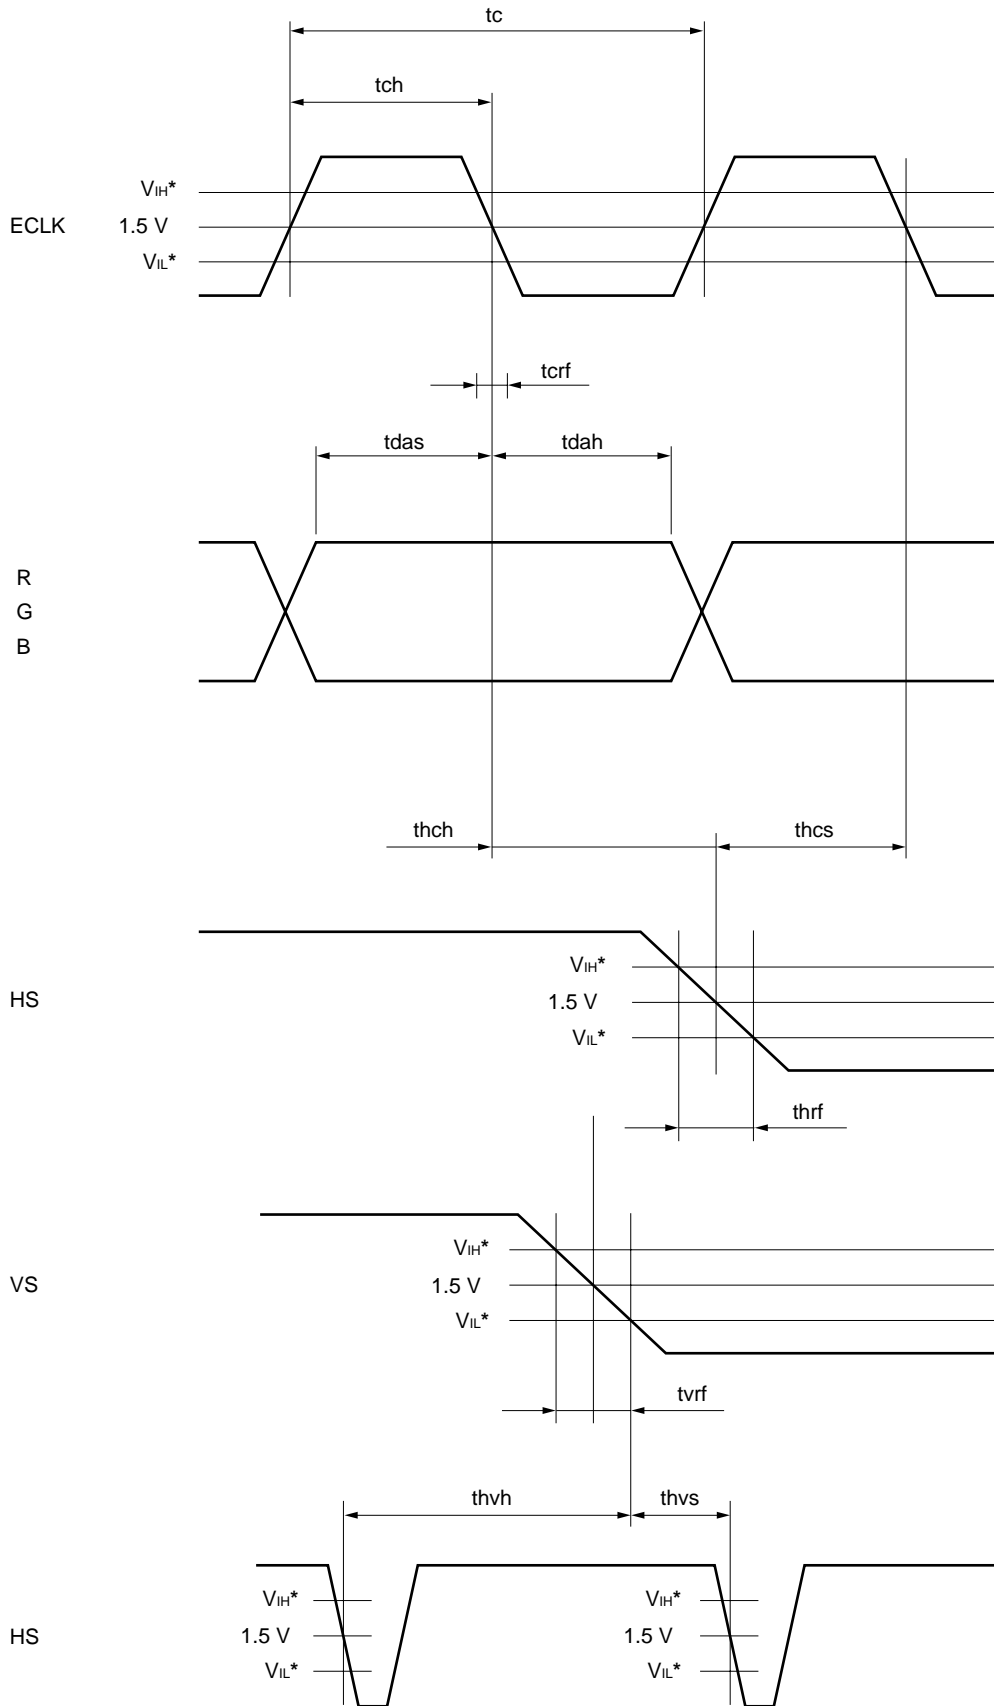 tc
tch
VIH*
ECLK 1.5 V
VIL*
tcrf
tdas tdah
R
G
B
thch thcs
VIH*
HS 1.5 V
VIL*
thrf
VIH*
VS 1.5 V
VIL*
tvrf
thvh thvs
VIH* VIH*
HS 1.5 V 1.5 V
VIL* VIL*